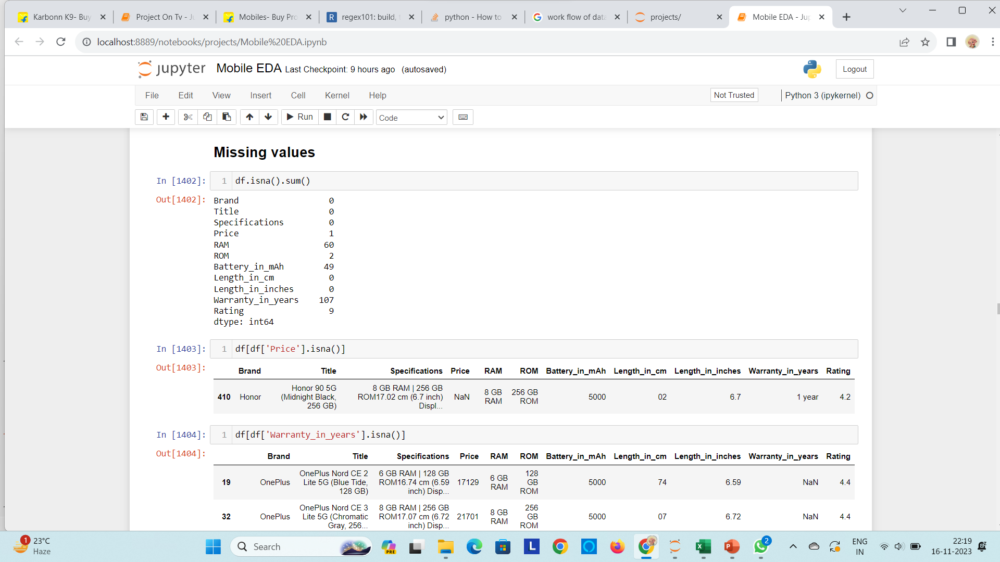 Karbonn K9- Buy
Project On Tv - Ju
Mobiles- Buy Pro
regex101: build, t
python - How to
work flow of data
projects/
Mobile EDA - Jup
localhost:8889/notebooks/projects/Mobile%20EDA.ipynb
jupyter Mobile EDA Last Checkpoint: 9 hours ago (autosaved)
Logout
File Edit View Insert Cell Kernel Help
Not Trusted
Python 3 (ipykernel)
Run
Code
Missing values
In [1402]: 1 df.isna().sum()
Out[1402]: Brand 0
Title 0
Specifications 0
Price 1
RAM 60
ROM 2
Battery_in_mAh 49
Length_in_cm 0
Length_in_inches 0
Warranty_in_years 107
Rating 9
dtype: int64
In [1403]: 1 df[df['Price'].isna()]
Out[1403]:
Brand Title Specifications Price RAM ROM Battery_in_mAh Length_in_cm Length_in_inches Warranty_in_years Rating
410 Honor Honor 90 5G (Midnight Black, 256 GB) 8 GB RAM | 256 GB ROM17.02 cm (6.7 inch) Displ... NaN 8 GB RAM 256 GB ROM 5000 02 6.7 1 year 4.2
In [1404]: 1 df[df['Warranty_in_years'].isna()]
Out[1404]:
Brand Title Specifications Price RAM ROM Battery_in_mAh Length_in_cm Length_in_inches Warranty_in_years Rating
19 OnePlus OnePlus Nord CE 2 Lite 5G (Blue Tide, 128 GB) 6 GB RAM | 128 GB ROM16.74 cm (6.59 inch) Disp... 17129 6 GB RAM 128 GB ROM 5000 74 6.59 NaN 4.4
32 OnePlus OnePlus Nord CE 3 Lite 5G (Chromatic Gray, 256... 8 GB RAM | 256 GB ROM17.07 cm (6.72 inch) Disp... 21701 8 GB RAM 256 GB ROM 5000 07 6.72 NaN 4.4
1
23°C
Haze
Search
PRE
L
2
ENG
IN
22:19
16-11-2023